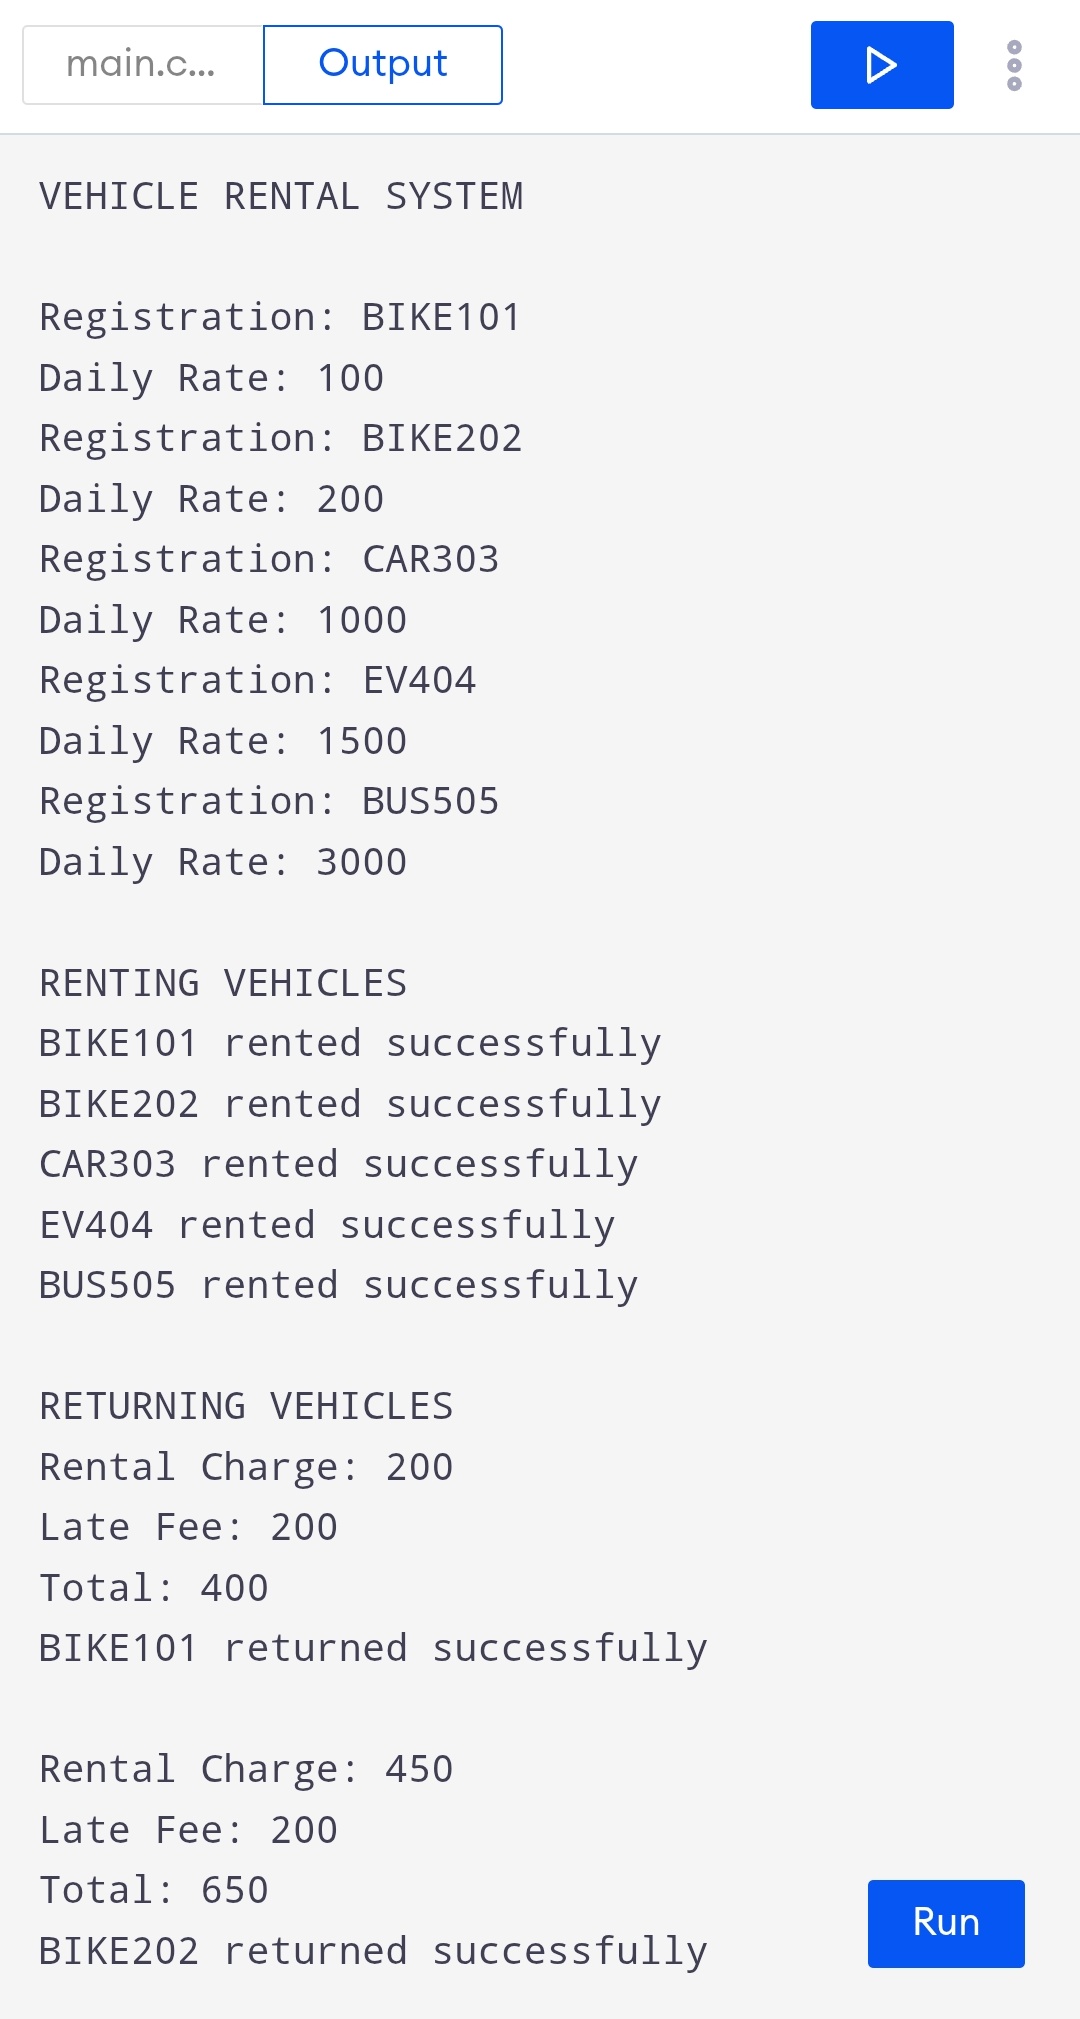 main.c...
Output
VEHICLE RENTAL SYSTEM
Registration: BIKE101
Daily Rate: 100
Registration: BIKE202
Daily Rate: 200
Registration: CAR303
Daily Rate: 1000
Registration: EV404
Daily Rate: 1500
Registration: BUS505
Daily Rate: 3000
RENTING VEHICLES
BIKE101 rented successfully
BIKE202 rented successfully
CAR303 rented successfully
EV404 rented successfully
BUS505 rented successfully
RETURNING VEHICLES
Rental Charge: 200
Late Fee: 200
Total: 400
BIKE101 returned successfully
Rental Charge: 450
Late Fee: 200
Total: 650
BIKE202 returned successfully
Run